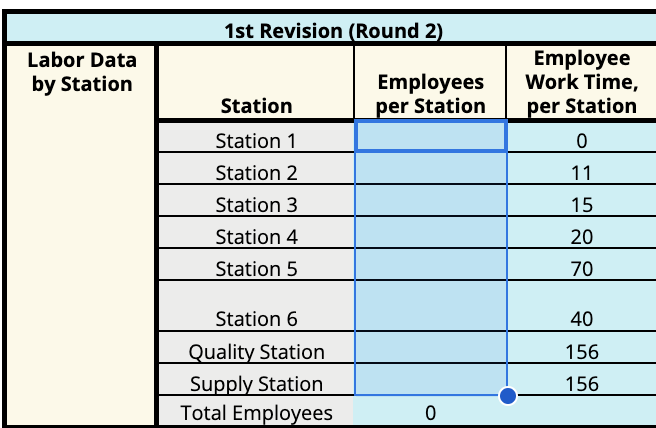 1st Revision (Round 2)
Labor Data
by Station
Station
Employees
per Station
Employee
Work Time,
per Station
Station 1 0
Station 2 11
Station 3 15
Station 4 20
Station 5 70
Station 6 40
Quality Station 156
Supply Station 156
Total Employees 0